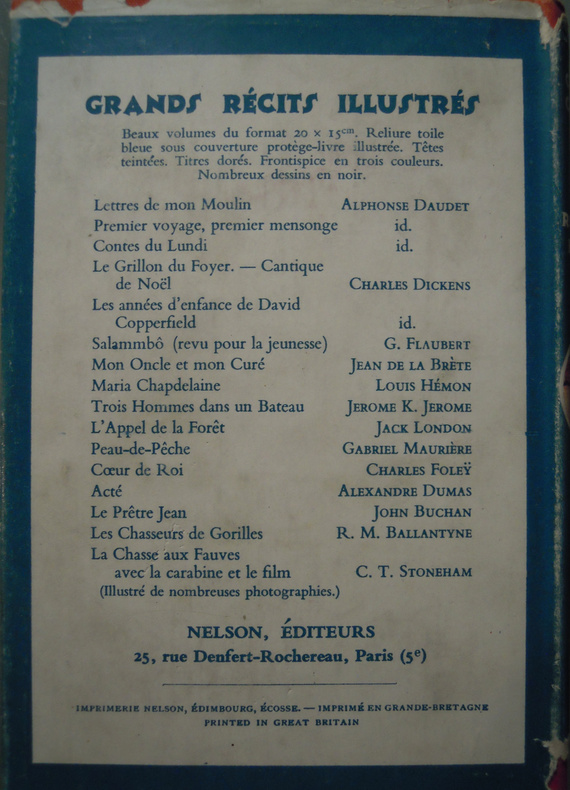 GRANDS RÉCITS ILLUSTRÉS
Beaux volumes du format 20 × 15cm. Reliure toile
bleue sous couverture protège-livre illustrée. Têtes
teintées. Titres dorés. Frontispice en trois couleurs.
Nombreux dessins en noir.
Lettres de mon Moulin ALPHONSE DAUDET
Premier voyage, premier mensonge id.
Contes du Lundi id.
Le Grillon du Foyer. — Cantique
de Noël CHARLES DICKENS
Les années d'enfance de David
Copperfield id.
Salammbô (revu pour la jeunesse) G. FLAUBERT
Mon Oncle et mon Curé JEAN DE LA BRÈTE
Maria Chapdelaine LOUIS HÉMON
Trois Hommes dans un Bateau JEROME K. JEROME
L'Appel de la Forêt JACK LONDON
Peau-de-Pêche GABRIEL MAURIÈRE
Cœur de Roi CHARLES FOLEŸ
Acté ALEXANDRE DUMAS
Le Prêtre Jean JOHN BUCHAN
Les Chasseurs de Gorilles R. M. BALLANTYNE
La Chasse aux Fauves
avec la carabine et le film C. T. STONEHAM
(Illustré de nombreuses photographies.)
NELSON, ÉDITEURS
25, rue Denfert-Rochereau, Paris (5e)
IMPRIMERIE NELSON, ÉDIMBOURG, ÉCOSSE. — IMPRIMÉ EN GRANDE-BRETAGNE
PRINTED IN GREAT BRITAIN